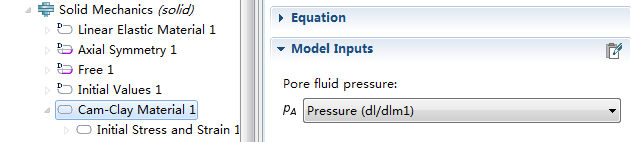 Solid Mechanics (solid)
Linear Elastic Material 1
Axial Symmetry 1
Free 1
Initial Values 1
Cam-Clay Material 1
Initial Stress and Strain 1
Equation
Model Inputs
Pore fluid pressure:
pA Pressure (dl/dlm1)